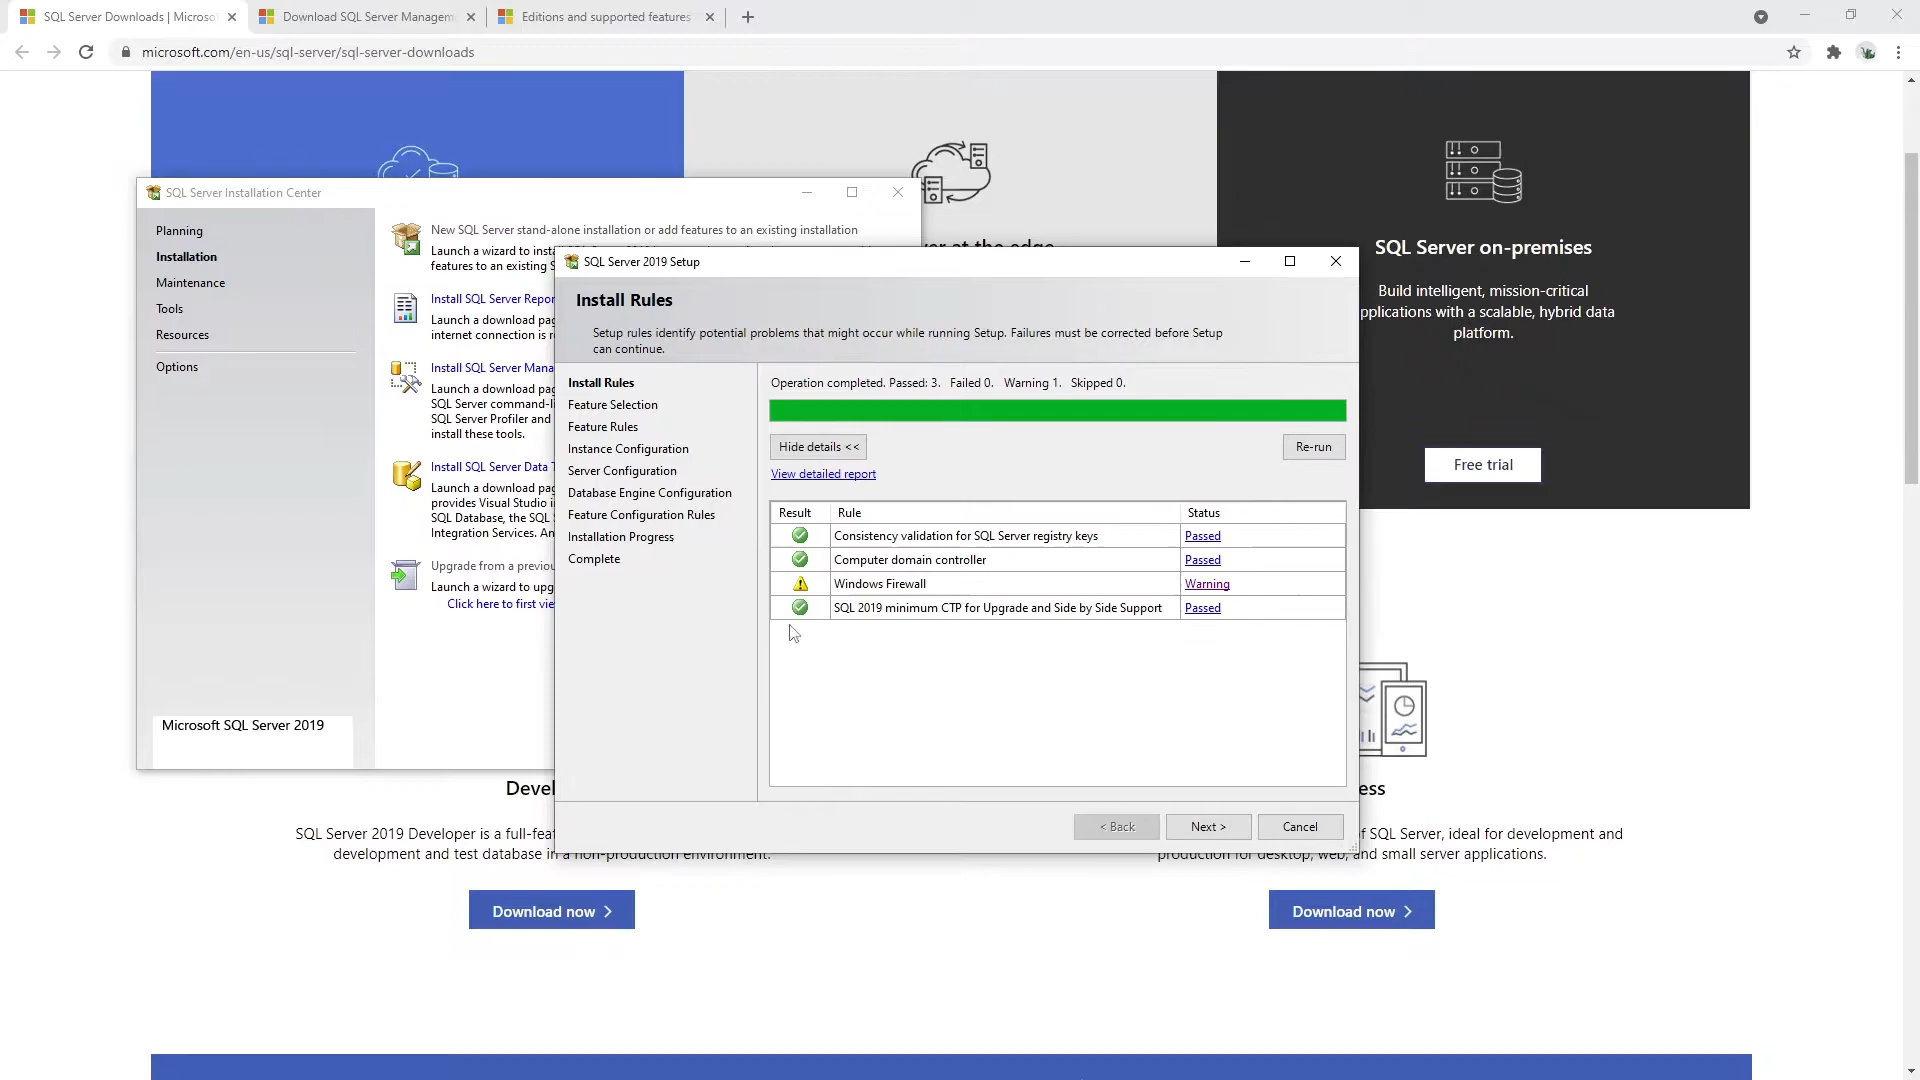 SQL Server Downloads | Microso
Download SQL Server Managem
Editions and supported features
microsoft.com/en-us/sql-server/sql-server-downloads
SQL Server on-premises
Build intelligent, mission-critical
pplications with a scalable, hybrid data
platform.
Free trial
SQL Server Installation Center
Planning
Installation
Maintenance
Tools
Resources
Options
Microsoft SQL Server 2019
New SQL Server stand-alone installation or add features to an existing installation
Launch a wizard to inst
features to an existing S
Install SQL Server Repor
Launch a download pag
internet connection is r
Install SQL Server Mana
Launch a download pag
SQL Server command-li
SQL Server Profiler and
install these tools.
Install SQL Server Data T
Launch a download pag
provides Visual Studio i
SQL Database, the SQL S
Integration Services. An
Upgrade from a previou
Launch a wizard to upg
Click here to first vie
SQL Server 2019 Setup
Install Rules
Setup rules identify potential problems that might occur while running Setup. Failures must be corrected before Setup
can continue.
Install Rules
Feature Selection
Feature Rules
Instance Configuration
Server Configuration
Database Engine Configuration
Feature Configuration Rules
Installation Progress
Complete
Operation completed. Passed: 3. Failed 0. Warning 1. Skipped 0.
Hide details <<
Re-run
View detailed report
Result Rule Status
Consistency validation for SQL Server registry keys Passed
Computer domain controller Passed
Windows Firewall Warning
SQL 2019 minimum CTP for Upgrade and Side by Side Support Passed
< Back
Next >
Cancel
Devel
SQL Server 2019 Developer is a full-fea
development and test database in a non-production environment.
Download now
ess
f SQL Server, ideal for development and
production for desktop, web, and small server applications.
Download now